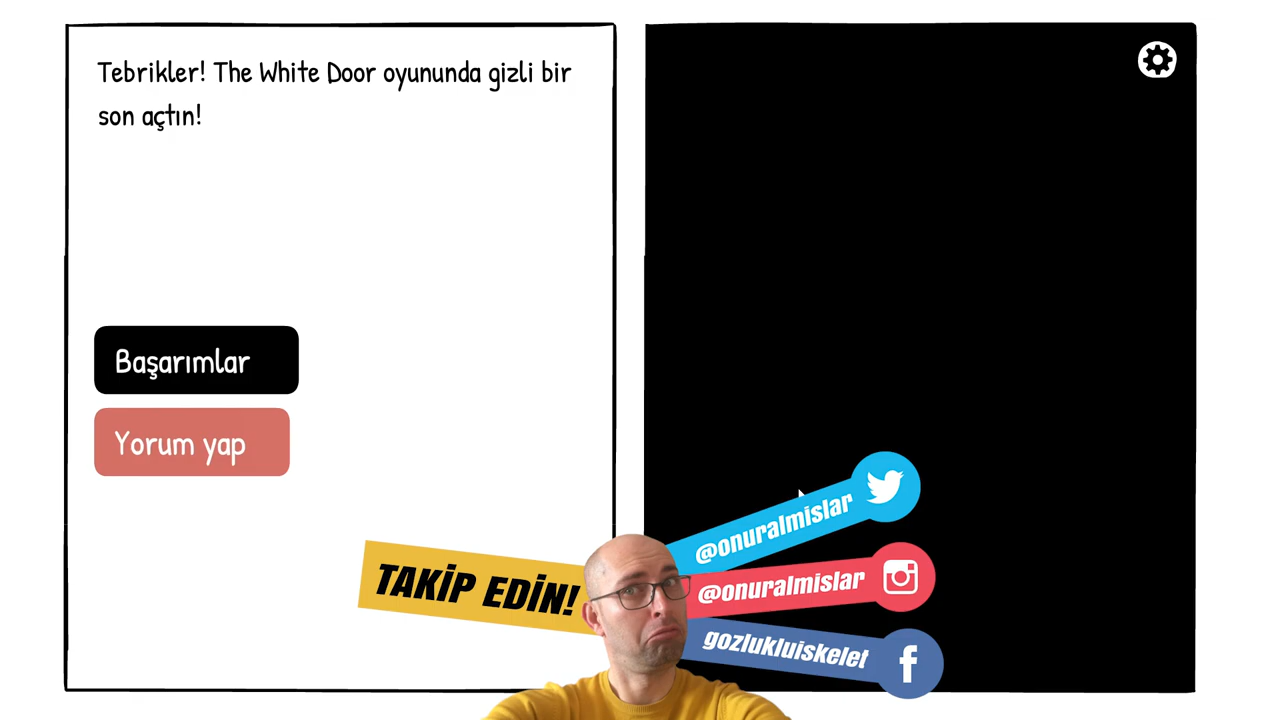 Tebrikler! The White Door oyununda gizli bir
son açtın!
Başarımlar
Yorum yap
TAKİP EDİN!
@onuralmislar
@onuralmislar
gozlukluiskelet